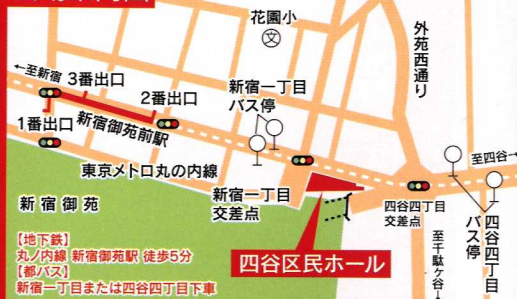 花園小
文
外苑西通り
←至新宿
3番出口
2番出口
新宿一丁目
バス停
1番出口
新宿御苑前駅
至四谷→
東京メトロ丸の内線
新宿一丁目
交差点
四谷四丁目
交差点
四谷四丁目
バス停
新宿御苑
至千駄ヶ谷→
【地下鉄】
丸ノ内線 新宿御苑駅 徒歩5分
【都バス】
新宿一丁目または四谷四丁目下車
四谷区民ホール